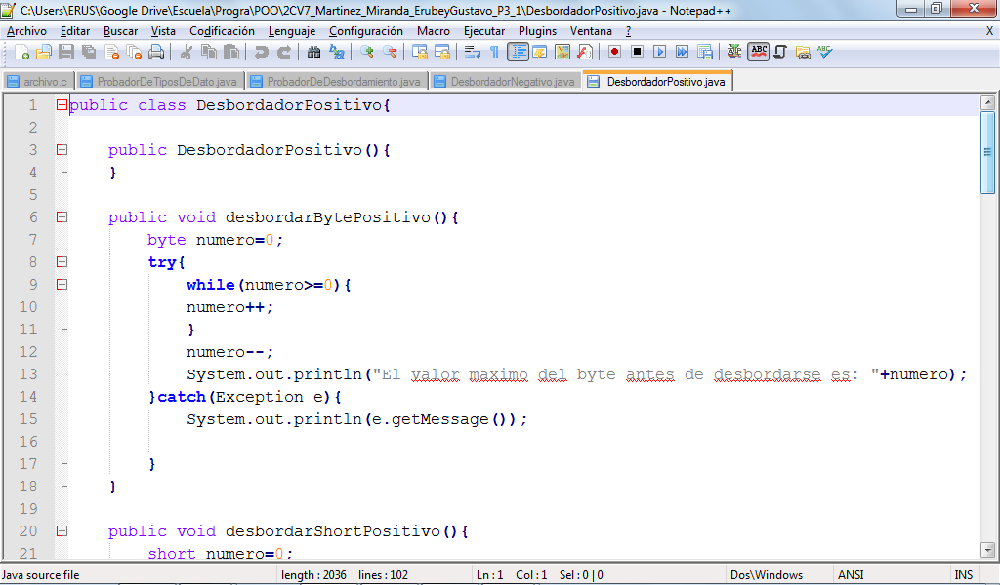 C:\Users\ERUS\Google Drive\Escuela\Progra\POO\2CV7_Martinez_Miranda_ErubeyGustavo_P3_1\DesbordadorPositivo.java - Notepad++
Archivo Editar Buscar Vista Codificación Lenguaje Configuración Macro Ejecutar Plugins Ventana ? X
archivo.c ProbadorDeTiposDeDato.java ProbadorDeDesbordamiento.java DesbordadorNegativo.java DesbordadorPositivo.java
1 public class DesbordadorPositivo{
2
3 public DesbordadorPositivo(){
4 }
5
6 public void desbordarBytePositivo(){
7 byte numero=0;
8 try{
9 while(numero>=0){
10 numero++;
11 }
12 numero--;
13 System.out.println("El valor maximo del byte antes de desbordarse es: "+numero);
14 }catch(Exception e){
15 System.out.println(e.getMessage());
16
17 }
18 }
19
20 public void desbordarShortPositivo(){
21 short numero=0;
Java source file length : 2036 lines : 102 Ln : 1 Col : 1 Sel : 0 | 0 Dos\Windows ANSI INS